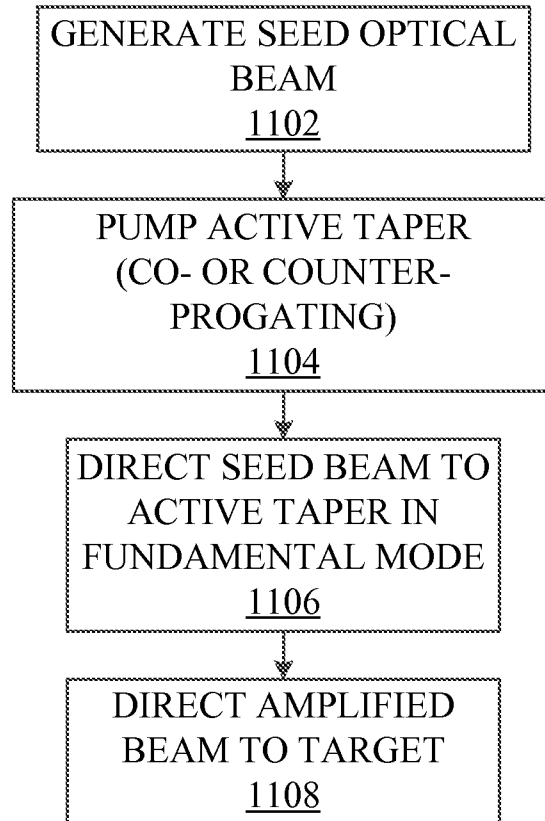 GENERATE SEED OPTICAL
BEAM
1102
PUMP ACTIVE TAPER
(CO- OR COUNTER-
PROGATING)
1104
DIRECT SEED BEAM TO
ACTIVE TAPER IN
FUNDAMENTAL MODE
1106
DIRECT AMPLIFIED
BEAM TO TARGET
1108